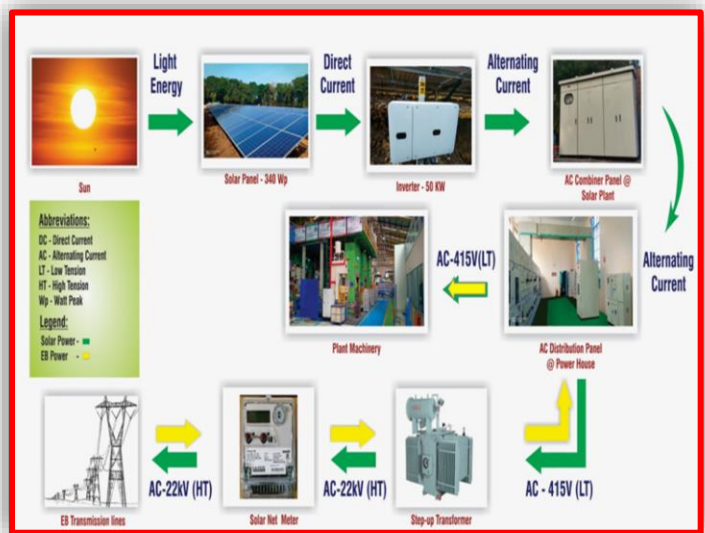 Light
Energy
Direct
Current
Alternating
Current
Sun
Solar Panel - 340 Wp
Inverter - 50 KW
AC Combiner Panel @
Solar Plant
Abbreviations:
DC - Direct Current
AC - Alternating Current
LT - Low Tension
HT - High Tension
Wp - Watt Peak
Legend:
Solar Power -
EB Power -
AC-415V(LT)
Alternating
Current
Plant Machinery
AC Distribution Panel
@ Power House
AC-22kV (HT)
AC-22kV (HT)
AC - 415V (LT)
EB Transmission lines
Solar Net Meter
Step-up Transformer